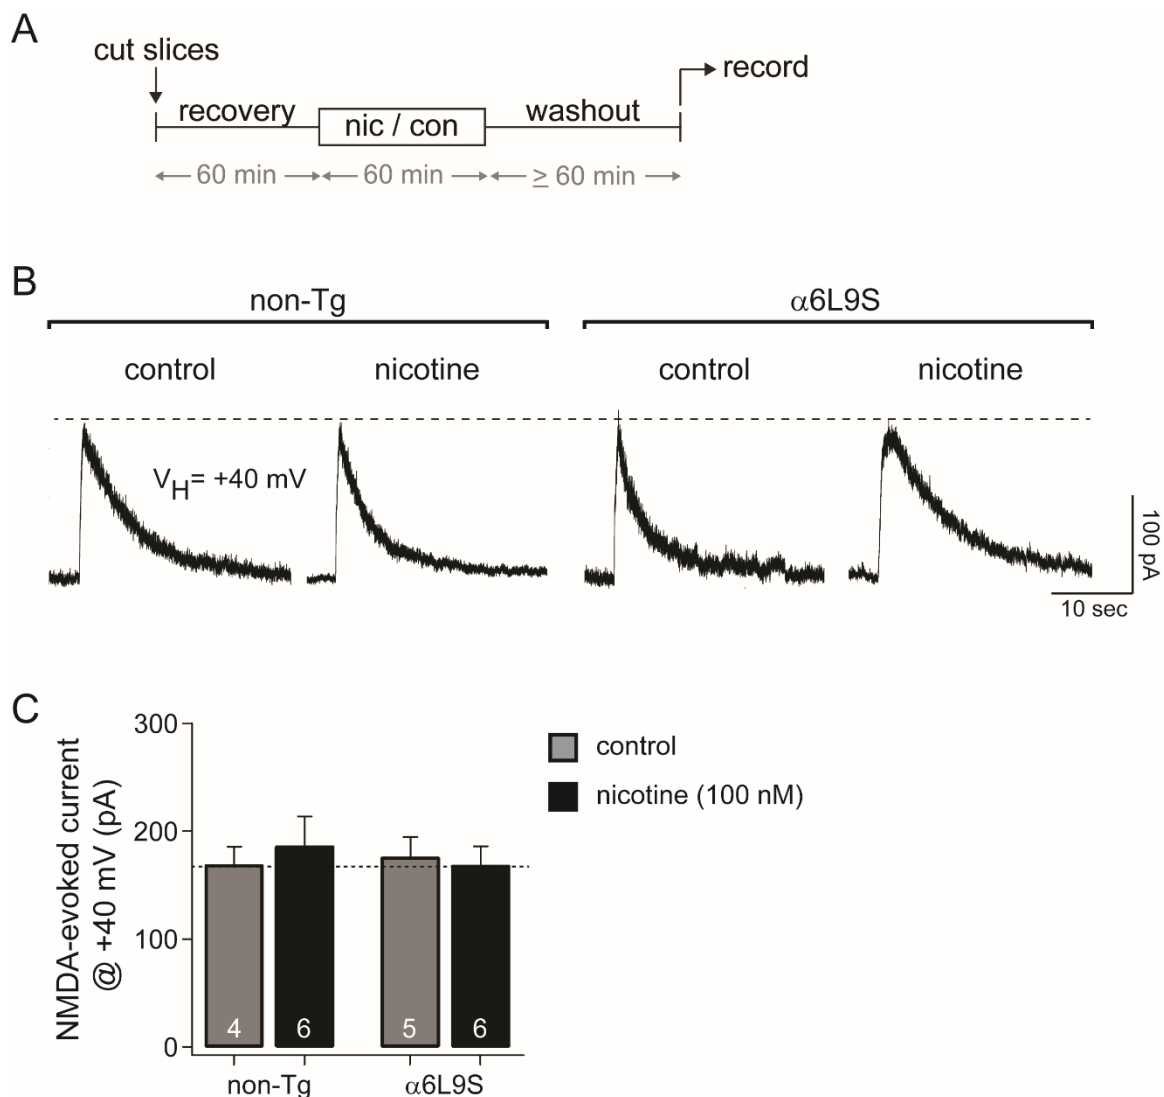 A
cut slices
record
recovery
nic / con
washout
60 min
60 min
≥ 60 min
B
non-Tg
α6L9S
control
nicotine
control
nicotine
VH= +40 mV
100 pA
10 sec
C
NMDA-evoked current
@ +40 mV (pA)
300
200
100
0
4
6
5
6
non-Tg
α6L9S
control
nicotine (100 nM)